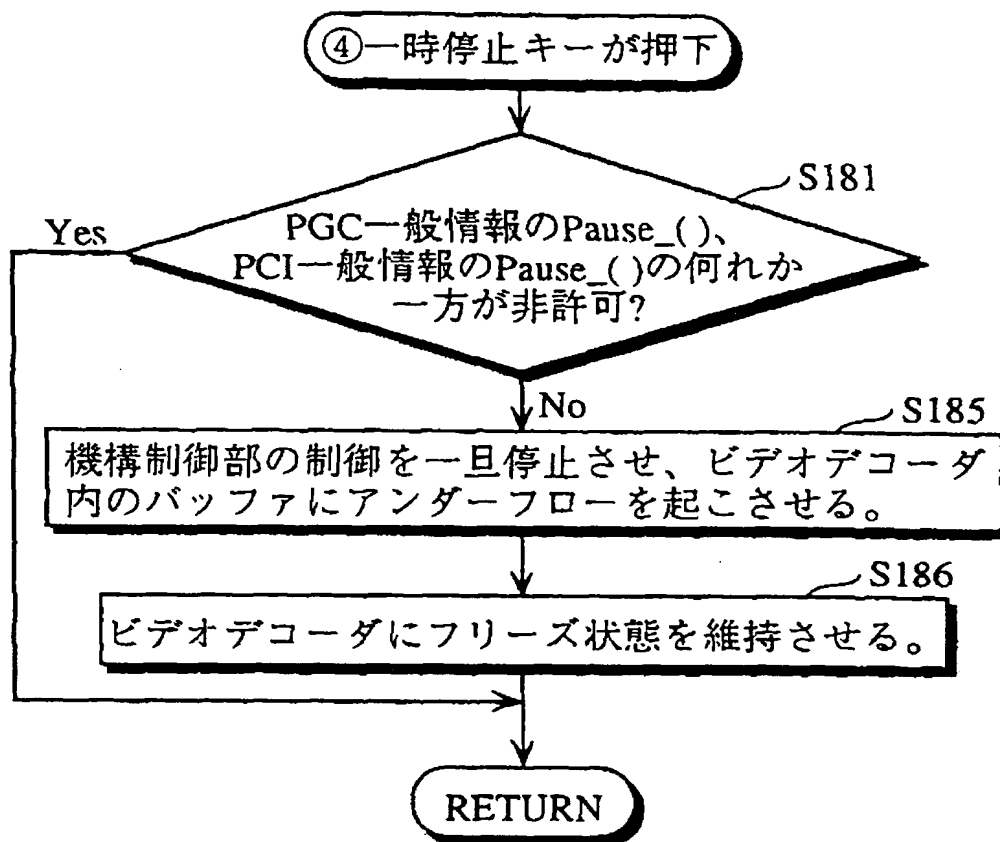 ④一時停止キーが押下
S181
Yes
PGC一般情報のPause_( )、
PCI一般情報のPause_( )の何れか
一方が非許可?
No
S185
機構制御部の制御を一旦停止させ、ビデオデコーダ
内のバッファにアンダーフローを起こさせる。
S186
ビデオデコーダにフリーズ状態を維持させる。
RETURN